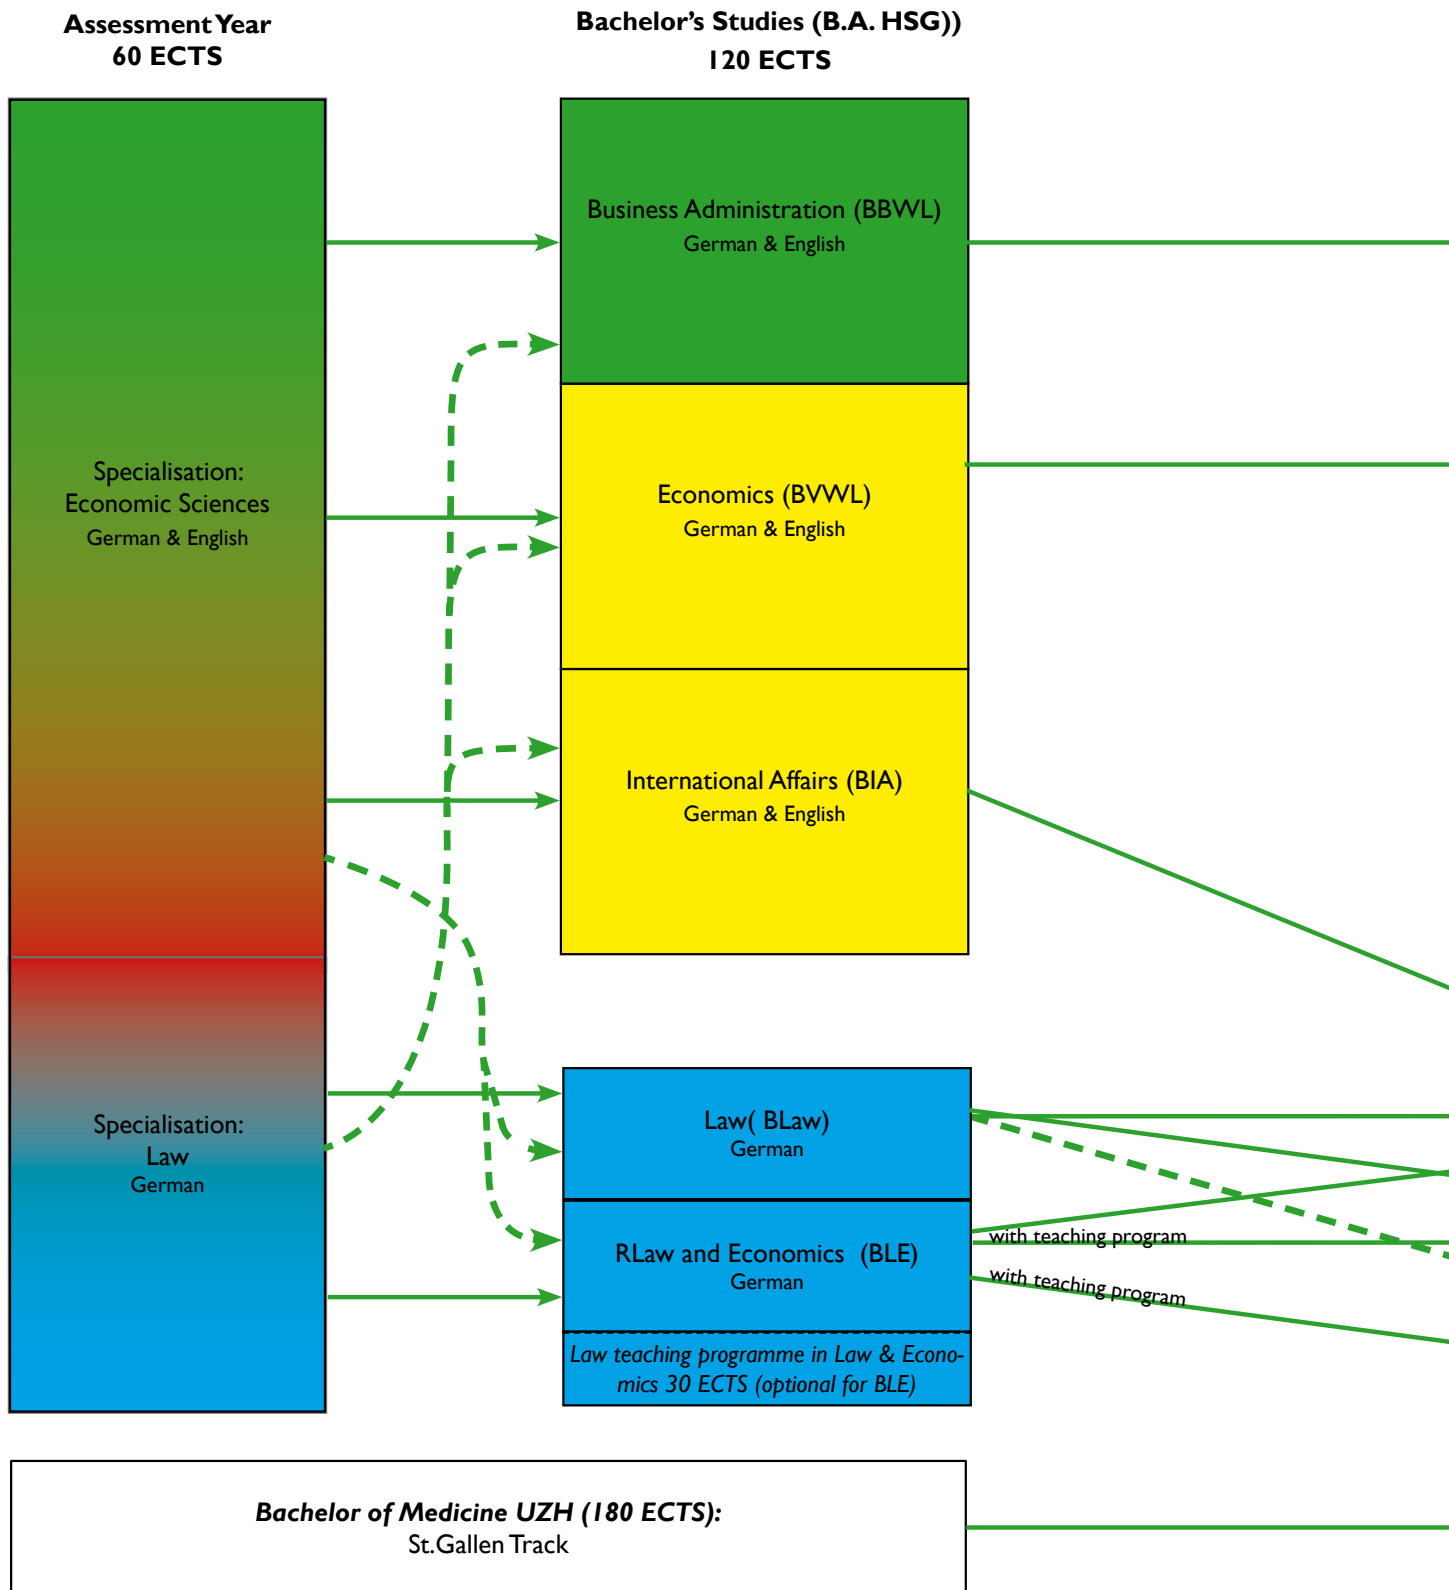 Assessment Year
60 ECTS
Bachelor's Studies (B.A. HSG))
120 ECTS
Specialisation:
Economic Sciences
German & English
Specialisation:
Law
German
Business Administration (BBWL)
German & English
Economics (BVWL)
German & English
International Affairs (BIA)
German & English
Law( BLaw)
German
RLaw and Economics (BLE)
German
Law teaching programme in Law & Econo-
mics 30 ECTS (optional for BLE)
with teaching program
with teaching program
Bachelor of Medicine UZH (180 ECTS):
St.Gallen Track